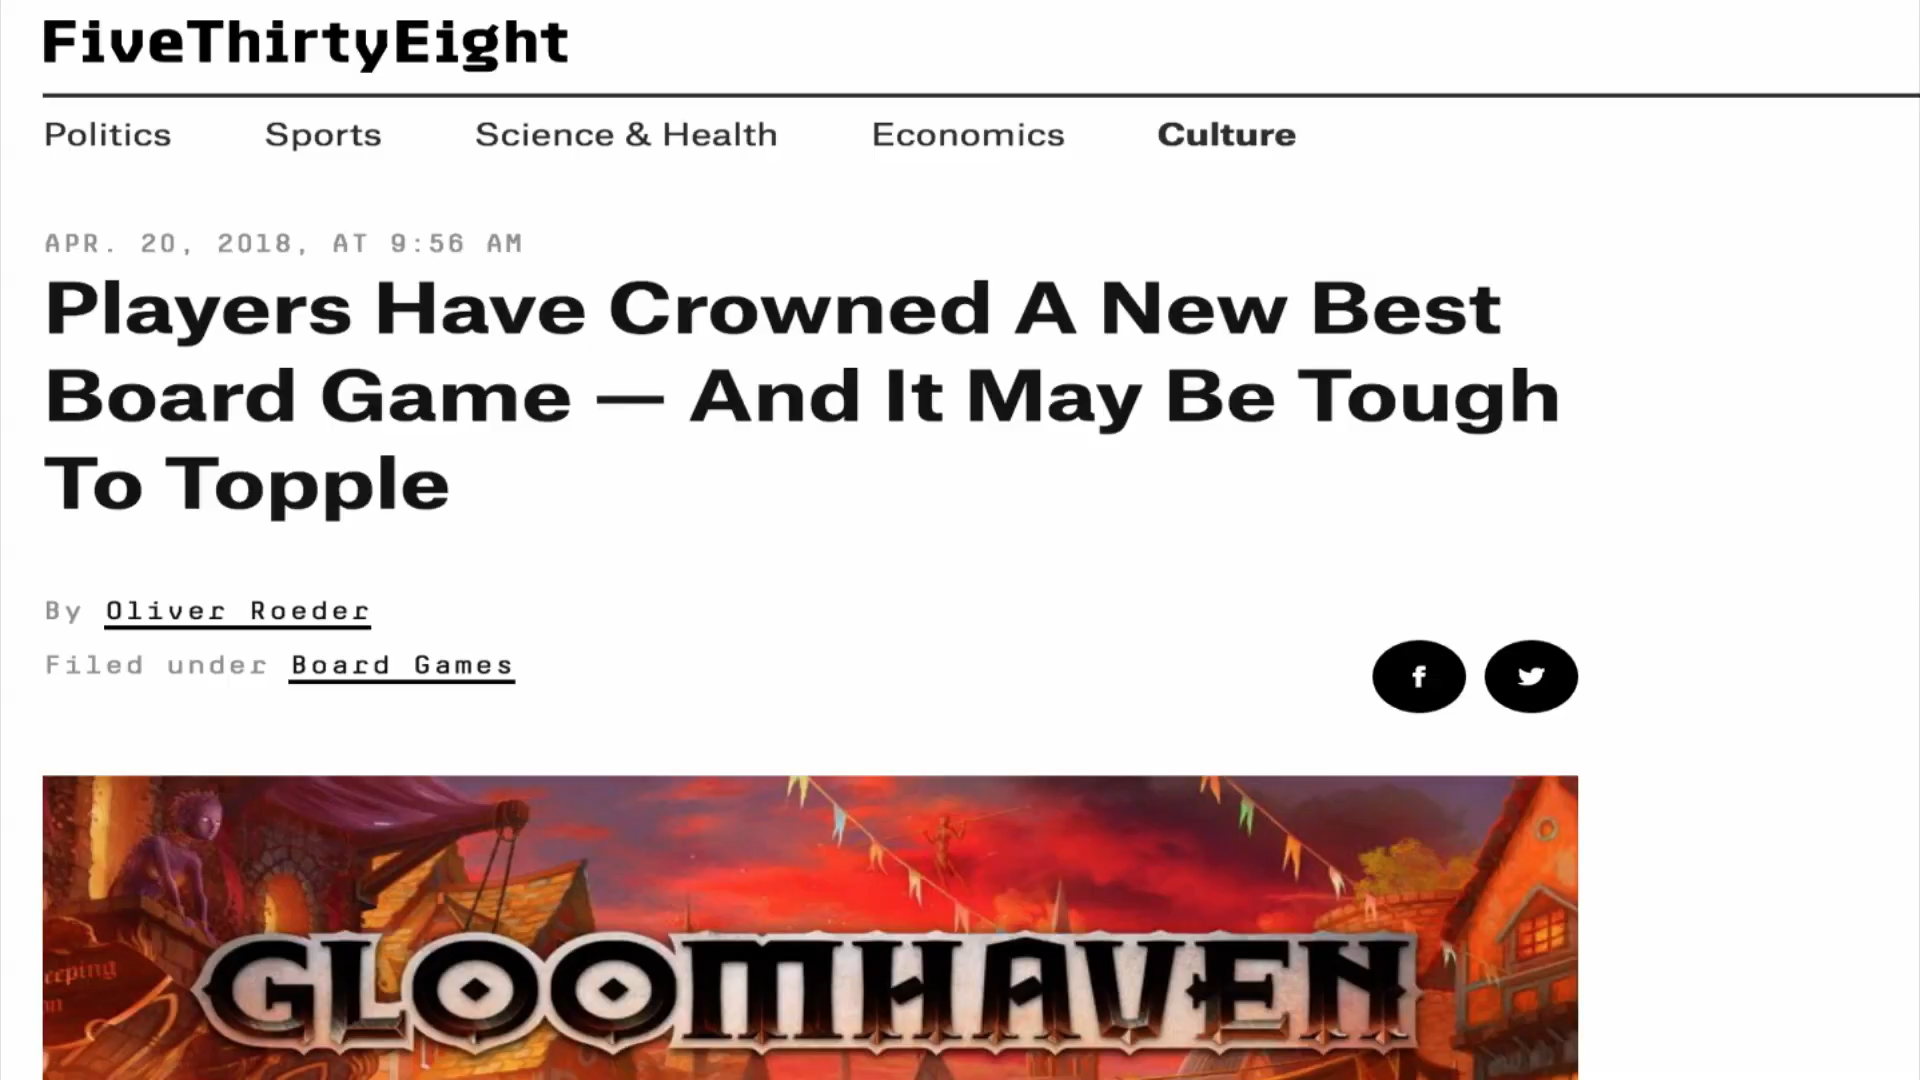 FiveThirtyEight
Politics Sports Science & Health Economics Culture
APR. 20, 2018, AT 9:56 AM
Players Have Crowned A New Best
Board Game — And It May Be Tough
To Topple
By Oliver Roeder
Filed under Board Games
GLOOMHAVEN